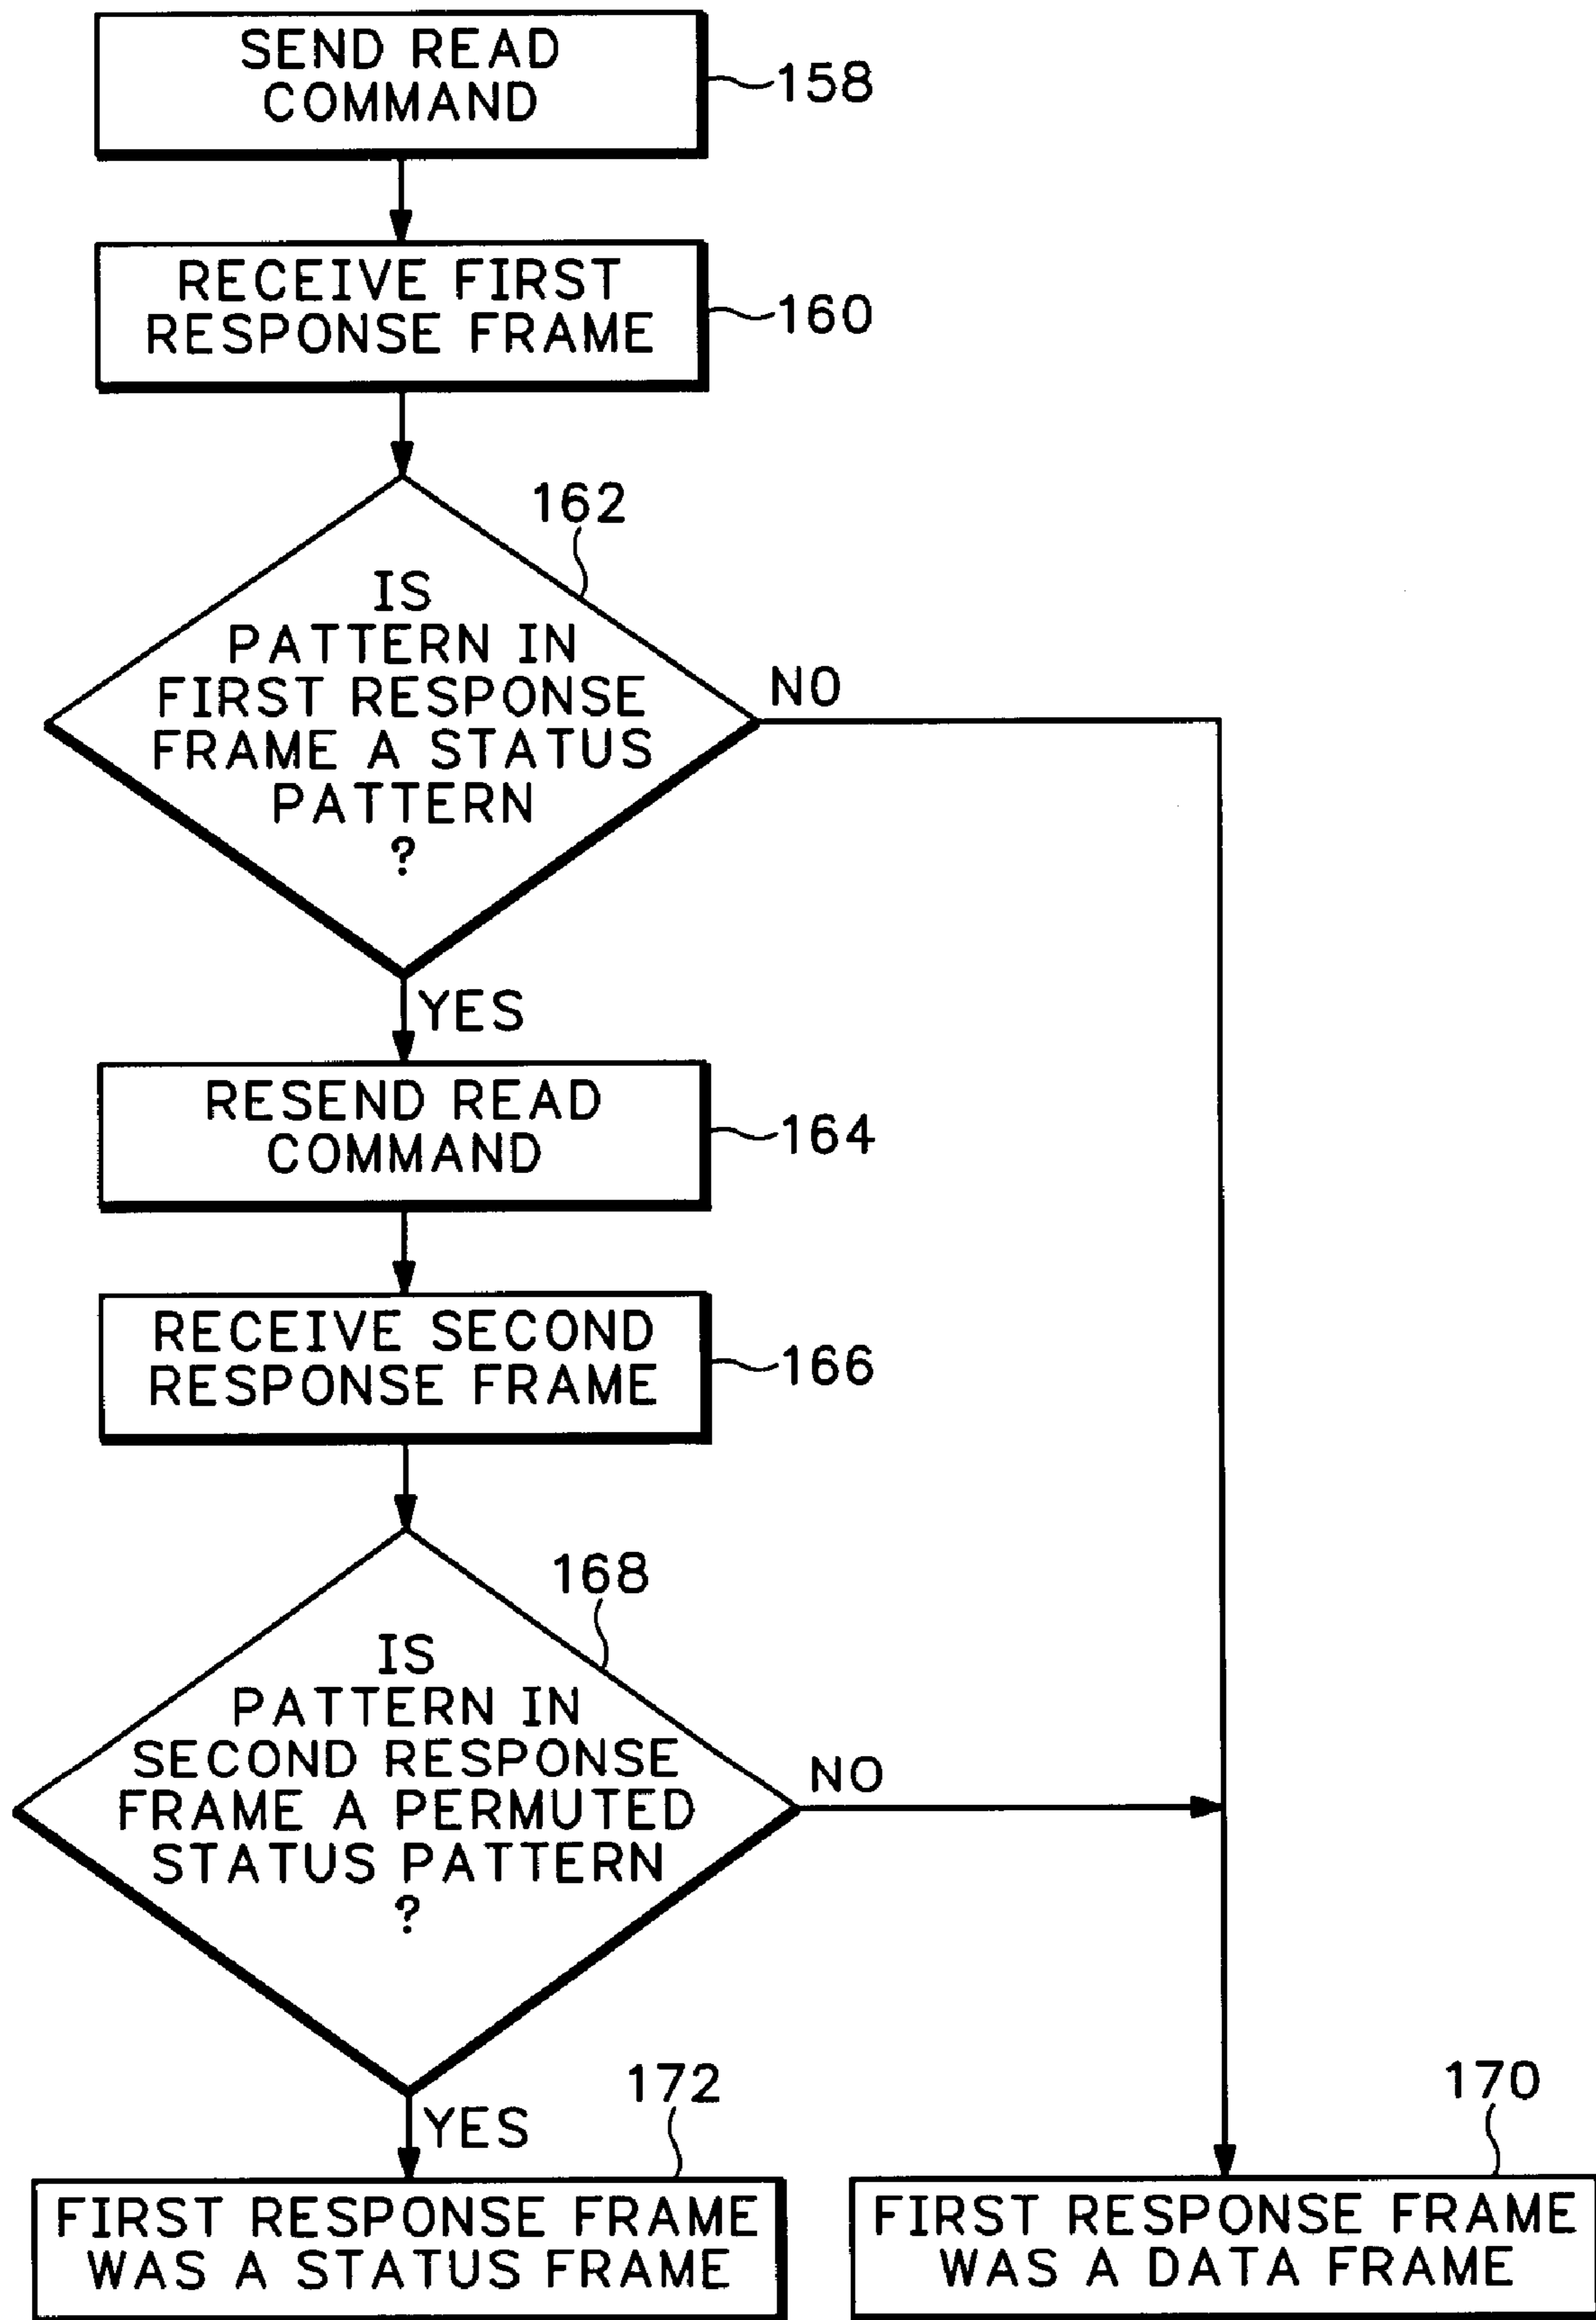 SEND READ
COMMAND
158
RECEIVE FIRST
RESPONSE FRAME
160
162
IS
PATTERN IN
FIRST RESPONSE
FRAME A STATUS
PATTERN
?
NO
YES
RESEND READ
COMMAND
164
RECEIVE SECOND
RESPONSE FRAME
166
168
IS
PATTERN IN
SECOND RESPONSE
FRAME A PERMUTED
STATUS PATTERN
?
NO
YES
172
FIRST RESPONSE FRAME
WAS A STATUS FRAME
170
FIRST RESPONSE FRAME
WAS A DATA FRAME